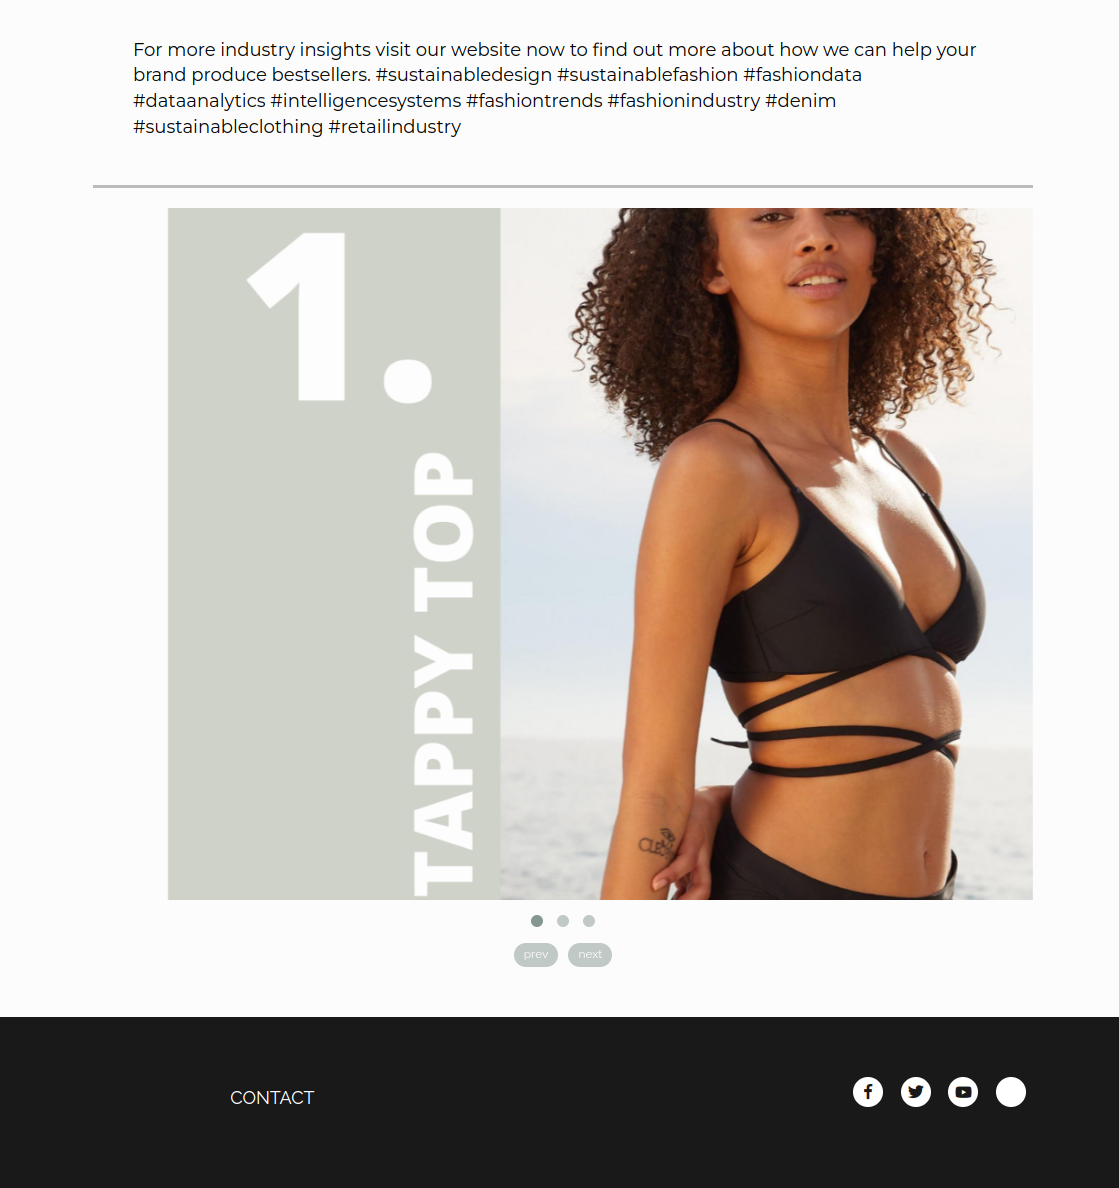 For more industry insights visit our website now to find out more about how we can help your
brand produce bestsellers. #sustainabledesign #sustainablefashion #fashiondata
#dataanalytics #intelligencesystems #fashiontrends #fashionindustry #denim
#sustainableclothing #retailindustry
1.
TAPPY TOP
prev next
CONTACT